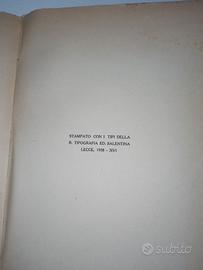 STAMPATO CON I TIPI DELLA
R. TIPOGRAFIA ED. SALENTINA
LECCE, 1938 - XVI
subito